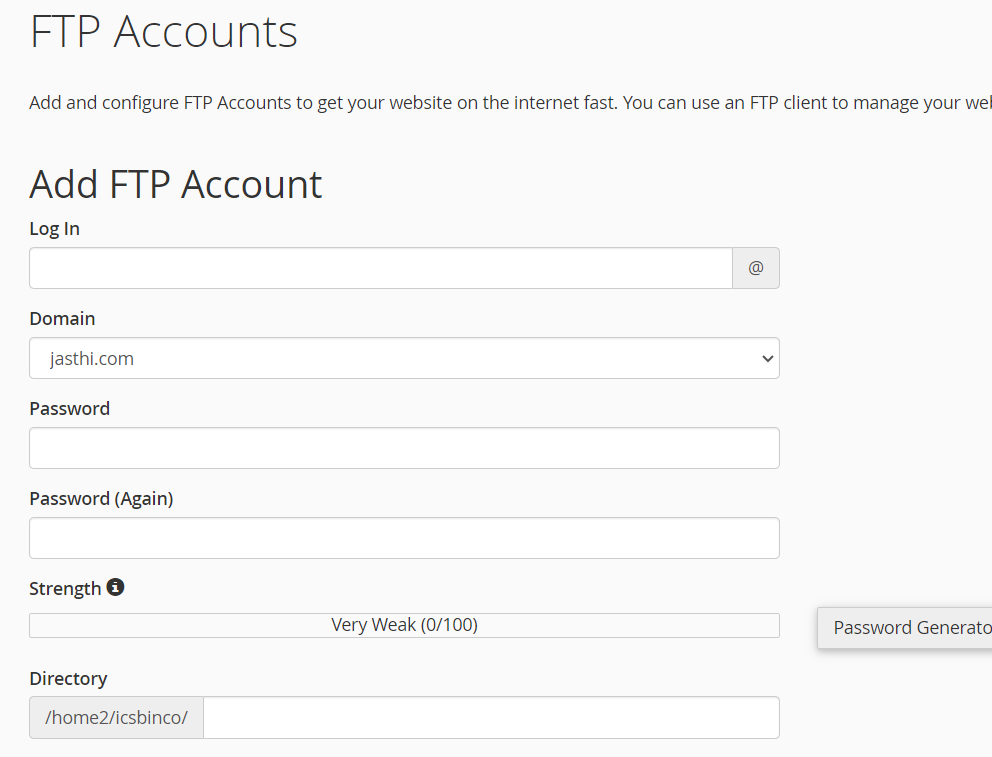 FTP Accounts
Add and configure FTP Accounts to get your website on the internet fast. You can use an FTP client to manage your
Add FTP Account
Log In
@
Domain
jasthi.com
Password
Password (Again)
Strength
Very Weak (0/100)
Password Generato
Directory
/home2/icsbinco/